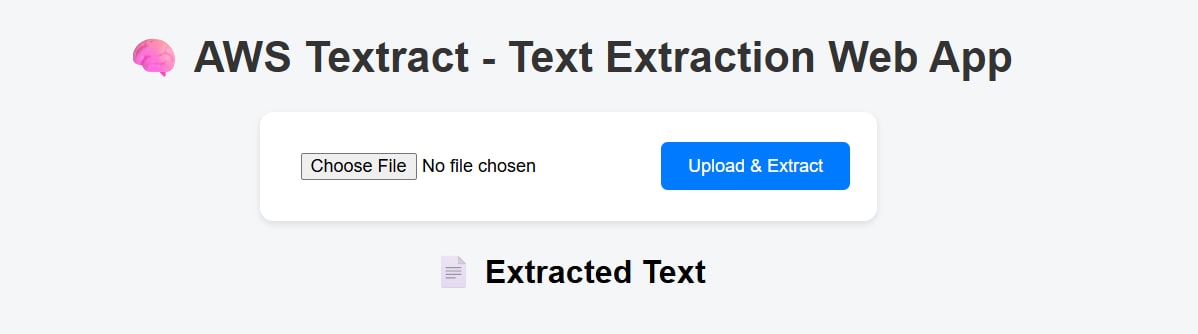 AWS Textract - Text Extraction Web App
Choose File No file chosen
Upload & Extract
Extracted Text